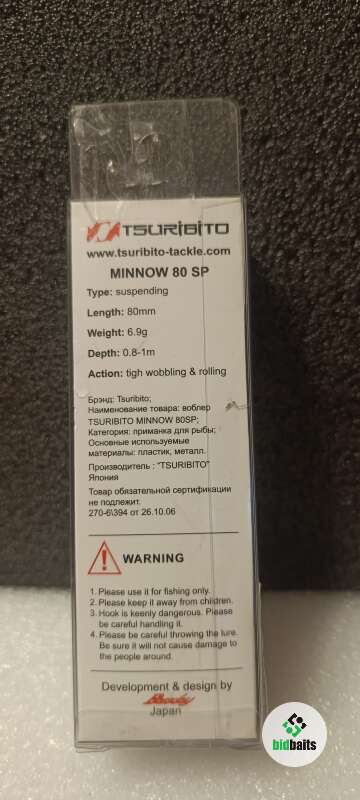 TSURIBITO
www.tsuribito-tackle.com
MINNOW 80 SP
Type: suspending
Length: 80mm
Weight: 6.9g
Depth: 0.8-1m
Action: tigh wobbling & rolling
Брэнд: Tsuribito;
Наименование товара: воблер
TSURIBITO MINNOW 80SP;
Категория: приманка для рыбы;
Основные используемые
материалы: пластик, металл.
Производитель : "TSURIBITO"
Япония
Товар обязательной сертификации
не подлежит.
270-6\394 от 26.10.06
WARNING
1. Please use it for fishing only.
2. Please keep it away from children.
3. Hook is keenly dangerous. Please
be careful handling it.
4. Please be careful throwing the lure.
Be sure it will not cause damage to
the people around.
Development & design by
Japan
bidbaits